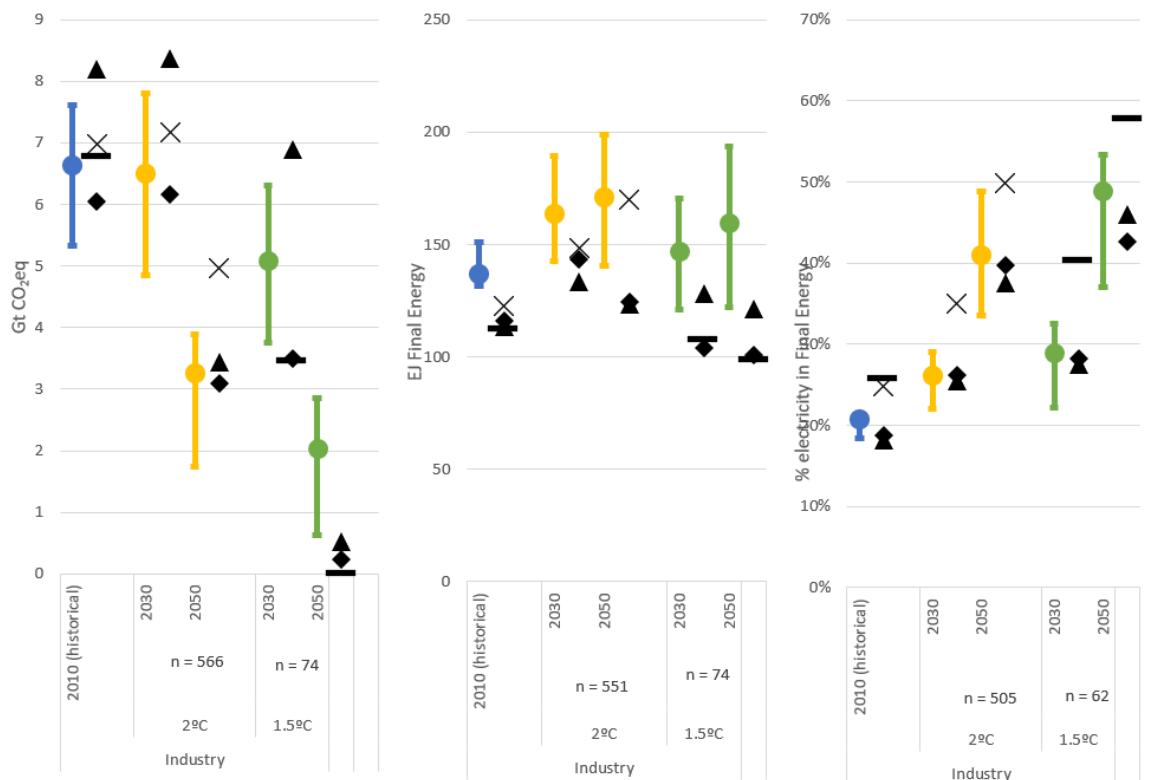 9
8
7
6
5
4
3
2
1
0
Gt CO₂eq
2010 (historical)
2030
2050
2030
2050
n = 566
n = 74
2ºC
1.5ºC
Industry
250
200
150
100
50
0
EJ Final Energy
2010 (historical)
2030
2050
2030
2050
n = 551
n = 74
2ºC
1.5ºC
Industry
70%
60%
50%
40%
30%
20%
10%
0%
% electricity in Final Energy
2010 (historical)
2030
2050
2030
2050
n = 505
n = 62
2ºC
1.5ºC
Industry